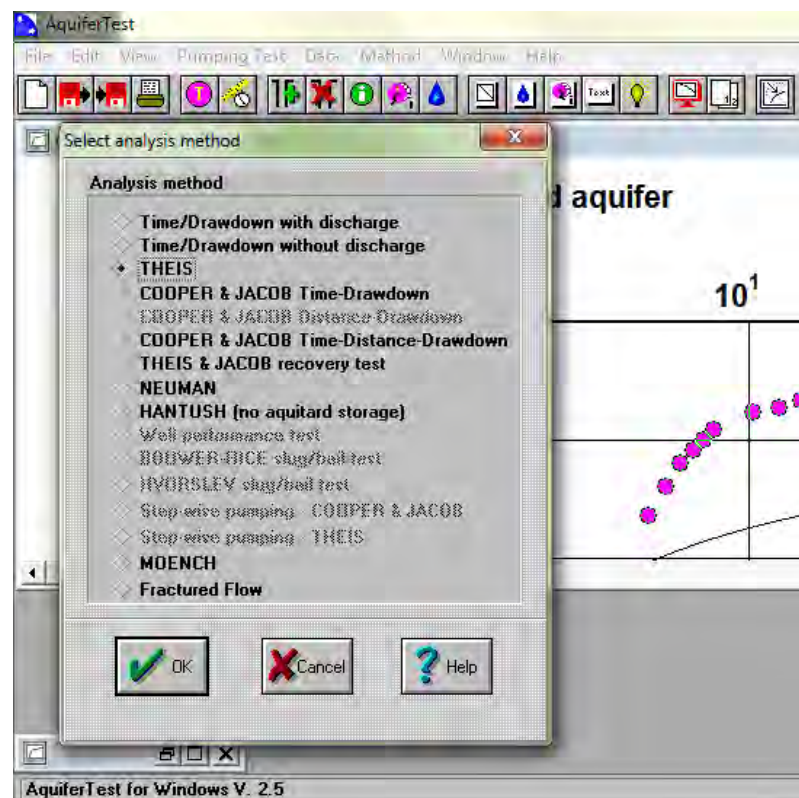 AquiferTest
File Edit View Pumping Test Data Method Window Help
Text
Select analysis method
Analysis method
d aquifer
Time/Drawdown with discharge
Time/Drawdown without discharge
THEIS
COOPER & JACOB Time-Drawdown
10¹
COOPER & JACOB Distance-Drawdown
COOPER & JACOB Time-Distance-Drawdown
THEIS & JACOB recovery test
NEUMAN
HANTUSH (no aquitard storage)
Well performance test
BOUWER-RICE slug/bail test
HVORSLEV slug/bail test
Step-wise pumping COOPER & JACOB
Step-wise pumping THEIS
MOENCH
Fractured Flow
OK
Cancel
Help
AquiferTest for Windows V. 2.5